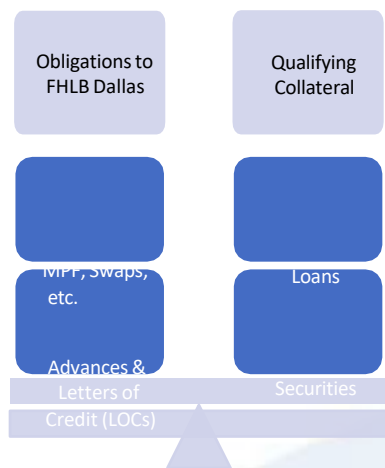 Obligations to
FHLB Dallas
Qualifying
Collateral
MPF, Swaps,
etc.
Loans
Advances &
Letters of
Credit (LOCs)
Securities